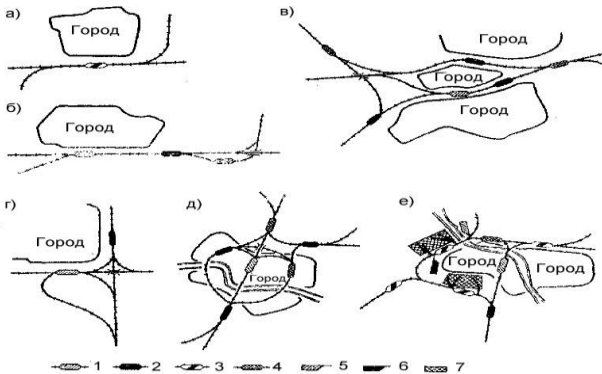 а)
Город
б)
Город
в)
Город
Город
Город
г)
Город
д)
Город
е)
Город
Город
1 2 3 4 5 6 7